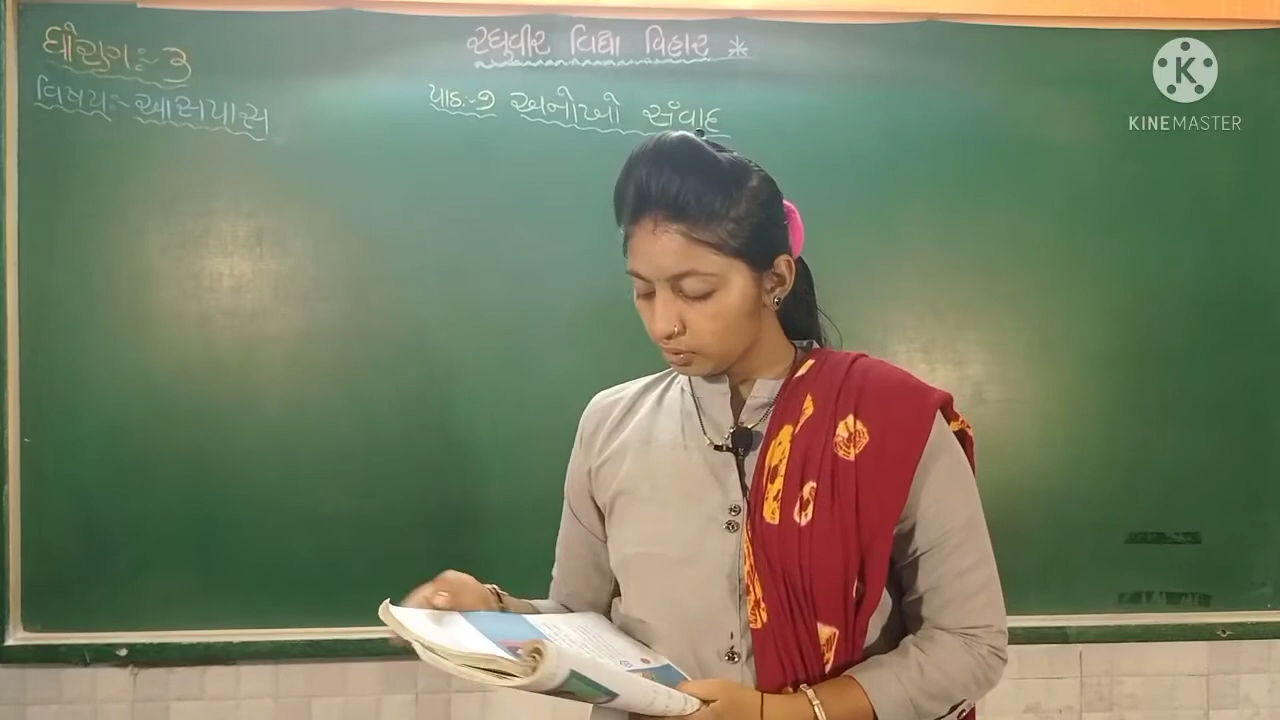 રઘુવીર વિદ્યા વિહાર *
ધોરણ:- ૩
વિષય:- આસપાસ
પાઠ:-૭ અનોખો સંવાદ
KINEMASTER